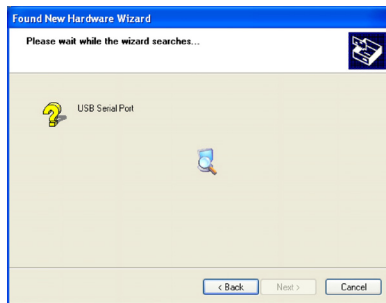 Found New Hardware Wizard
Please wait while the wizard searches...
USB Serial Port
< Back
Next >
Cancel